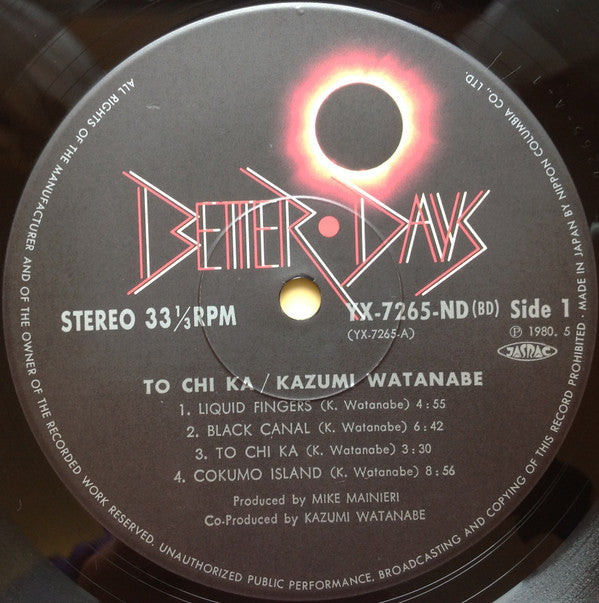 BETTER • DAYS
STEREO 33 1/3 RPM
YX-7265-ND (BD) Side 1
(YX-7265-A)
Ⓟ 1980. 5
JASRAC
TO CHI KA / KAZUMI WATANABE
1. LIQUID FINGERS (K. Watanabe) 4 : 55
2. BLACK CANAL (K. Watanabe) 6 : 42
3. TO CHI KA (K. Watanabe) 3 : 30
4. COKUMO ISLAND (K. Watanabe) 8 : 56
Produced by MIKE MAINIERI
Co-Produced by KAZUMI WATANABE
ALL RIGHTS OF THE MANUFACTURER AND OF THE OWNER OF THE RECORDED WORK RESERVED. UNAUTHORIZED PUBLIC PERFORMANCE, BROADCASTING AND COPYING OF THIS RECORD PROHIBITED · MADE IN JAPAN BY NIPPON COLUMBIA CO., LTD.